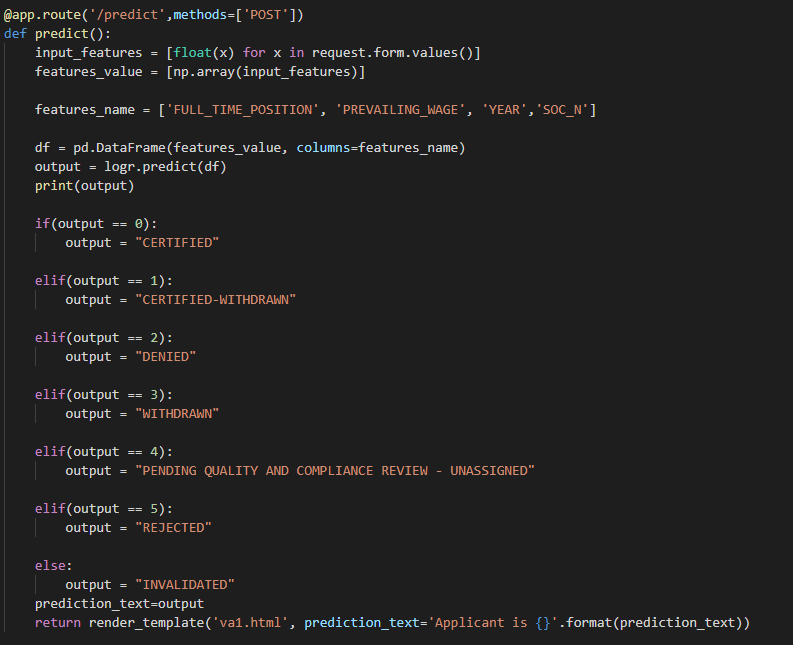 @app.route('/predict',methods=['POST'])
def predict():
    input_features = [float(x) for x in request.form.values()]
    features_value = [np.array(input_features)]

    features_name = ['FULL_TIME_POSITION', 'PREVAILING_WAGE', 'YEAR','SOC_N']

    df = pd.DataFrame(features_value, columns=features_name)
    output = logr.predict(df)
    print(output)

    if(output == 0):
        output = "CERTIFIED"

    elif(output == 1):
        output = "CERTIFIED-WITHDRAWN"

    elif(output == 2):
        output = "DENIED"

    elif(output == 3):
        output = "WITHDRAWN"

    elif(output == 4):
        output = "PENDING QUALITY AND COMPLIANCE REVIEW - UNASSIGNED"

    elif(output == 5):
        output = "REJECTED"

    else:
        output = "INVALIDATED"
    prediction_text=output
    return render_template('va1.html', prediction_text='Applicant is {}'.format(prediction_text))